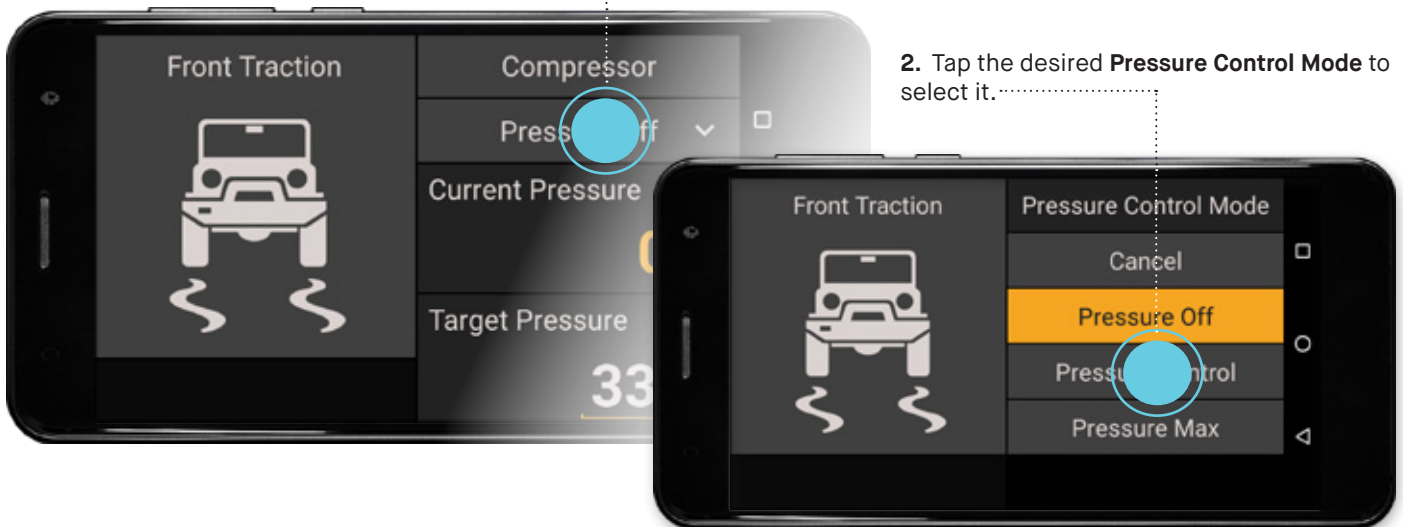 Front Traction
Compressor
Current Pressure
Target Pressure
33
2. Tap the desired Pressure Control Mode to
select it.
Front Traction
Pressure Control Mode
Cancel
Pressure Off
Pressure Max